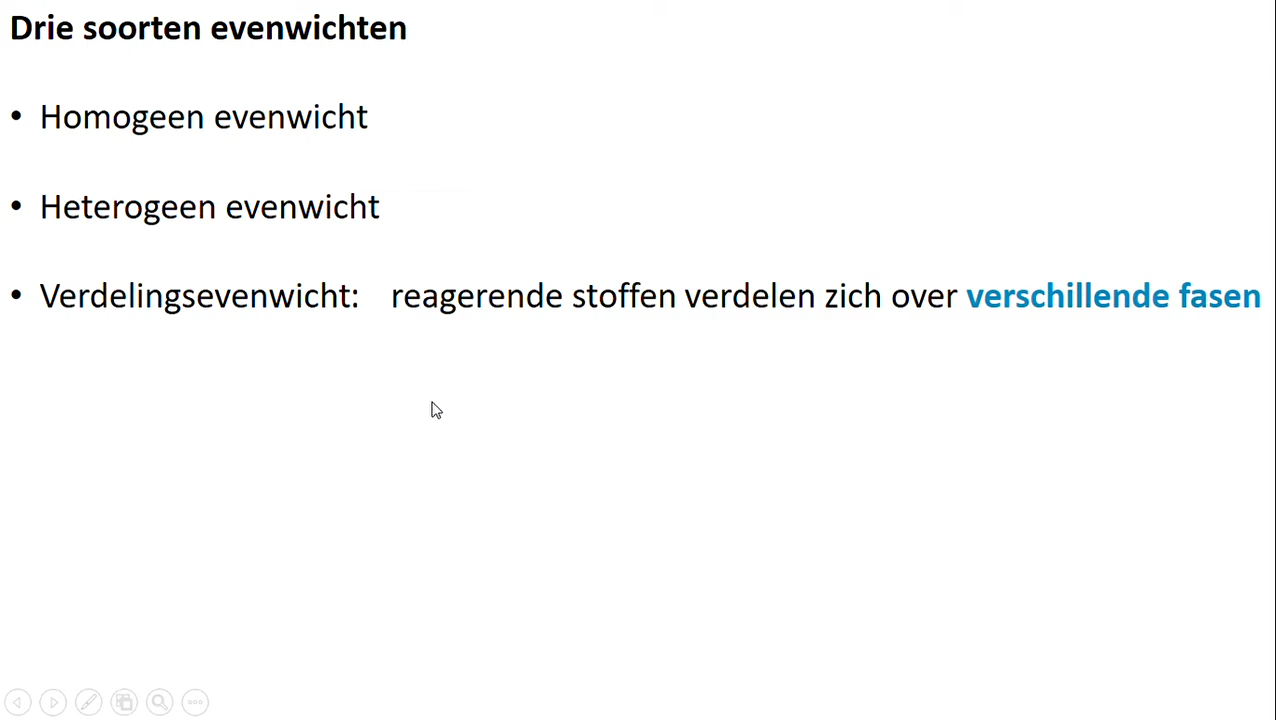 Drie soorten evenwichten
• Homogeen evenwicht
• Heterogeen evenwicht
• Verdelingsevenwicht: reagerende stoffen verdelen zich over verschillende fasen